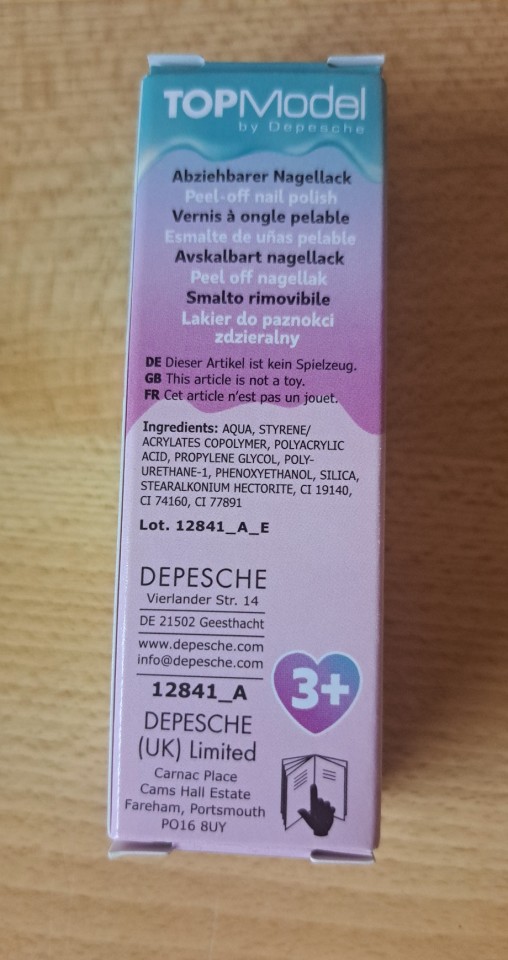 TOPModel
by Depesche
Abziehbarer Nagellack
Peel-off nail polish
Vernis à ongle pelable
Esmalte de uñas pelable
Avskalbart nagellack
Peel off nagellak
Smalto rimovibile
Lakier do paznokci
zdzieralny
DE Dieser Artikel ist kein Spielzeug.
GB This article is not a toy.
FR Cet article n'est pas un jouet.
Ingredients: AQUA, STYRENE/
ACRYLATES COPOLYMER, POLYACRYLIC
ACID, PROPYLENE GLYCOL, POLY-
URETHANE-1, PHENOXYETHANOL, SILICA,
STEARALKONIUM HECTORITE, CI 19140,
CI 74160, CI 77891
Lot. 12841_A_E
DEPESCHE
Vierlander Str. 14
DE 21502 Geesthacht
www.depesche.com
info@depesche.com
12841_A
3+
DEPESCHE
(UK) Limited
Carnac Place
Cams Hall Estate
Fareham, Portsmouth
PO16 8UY